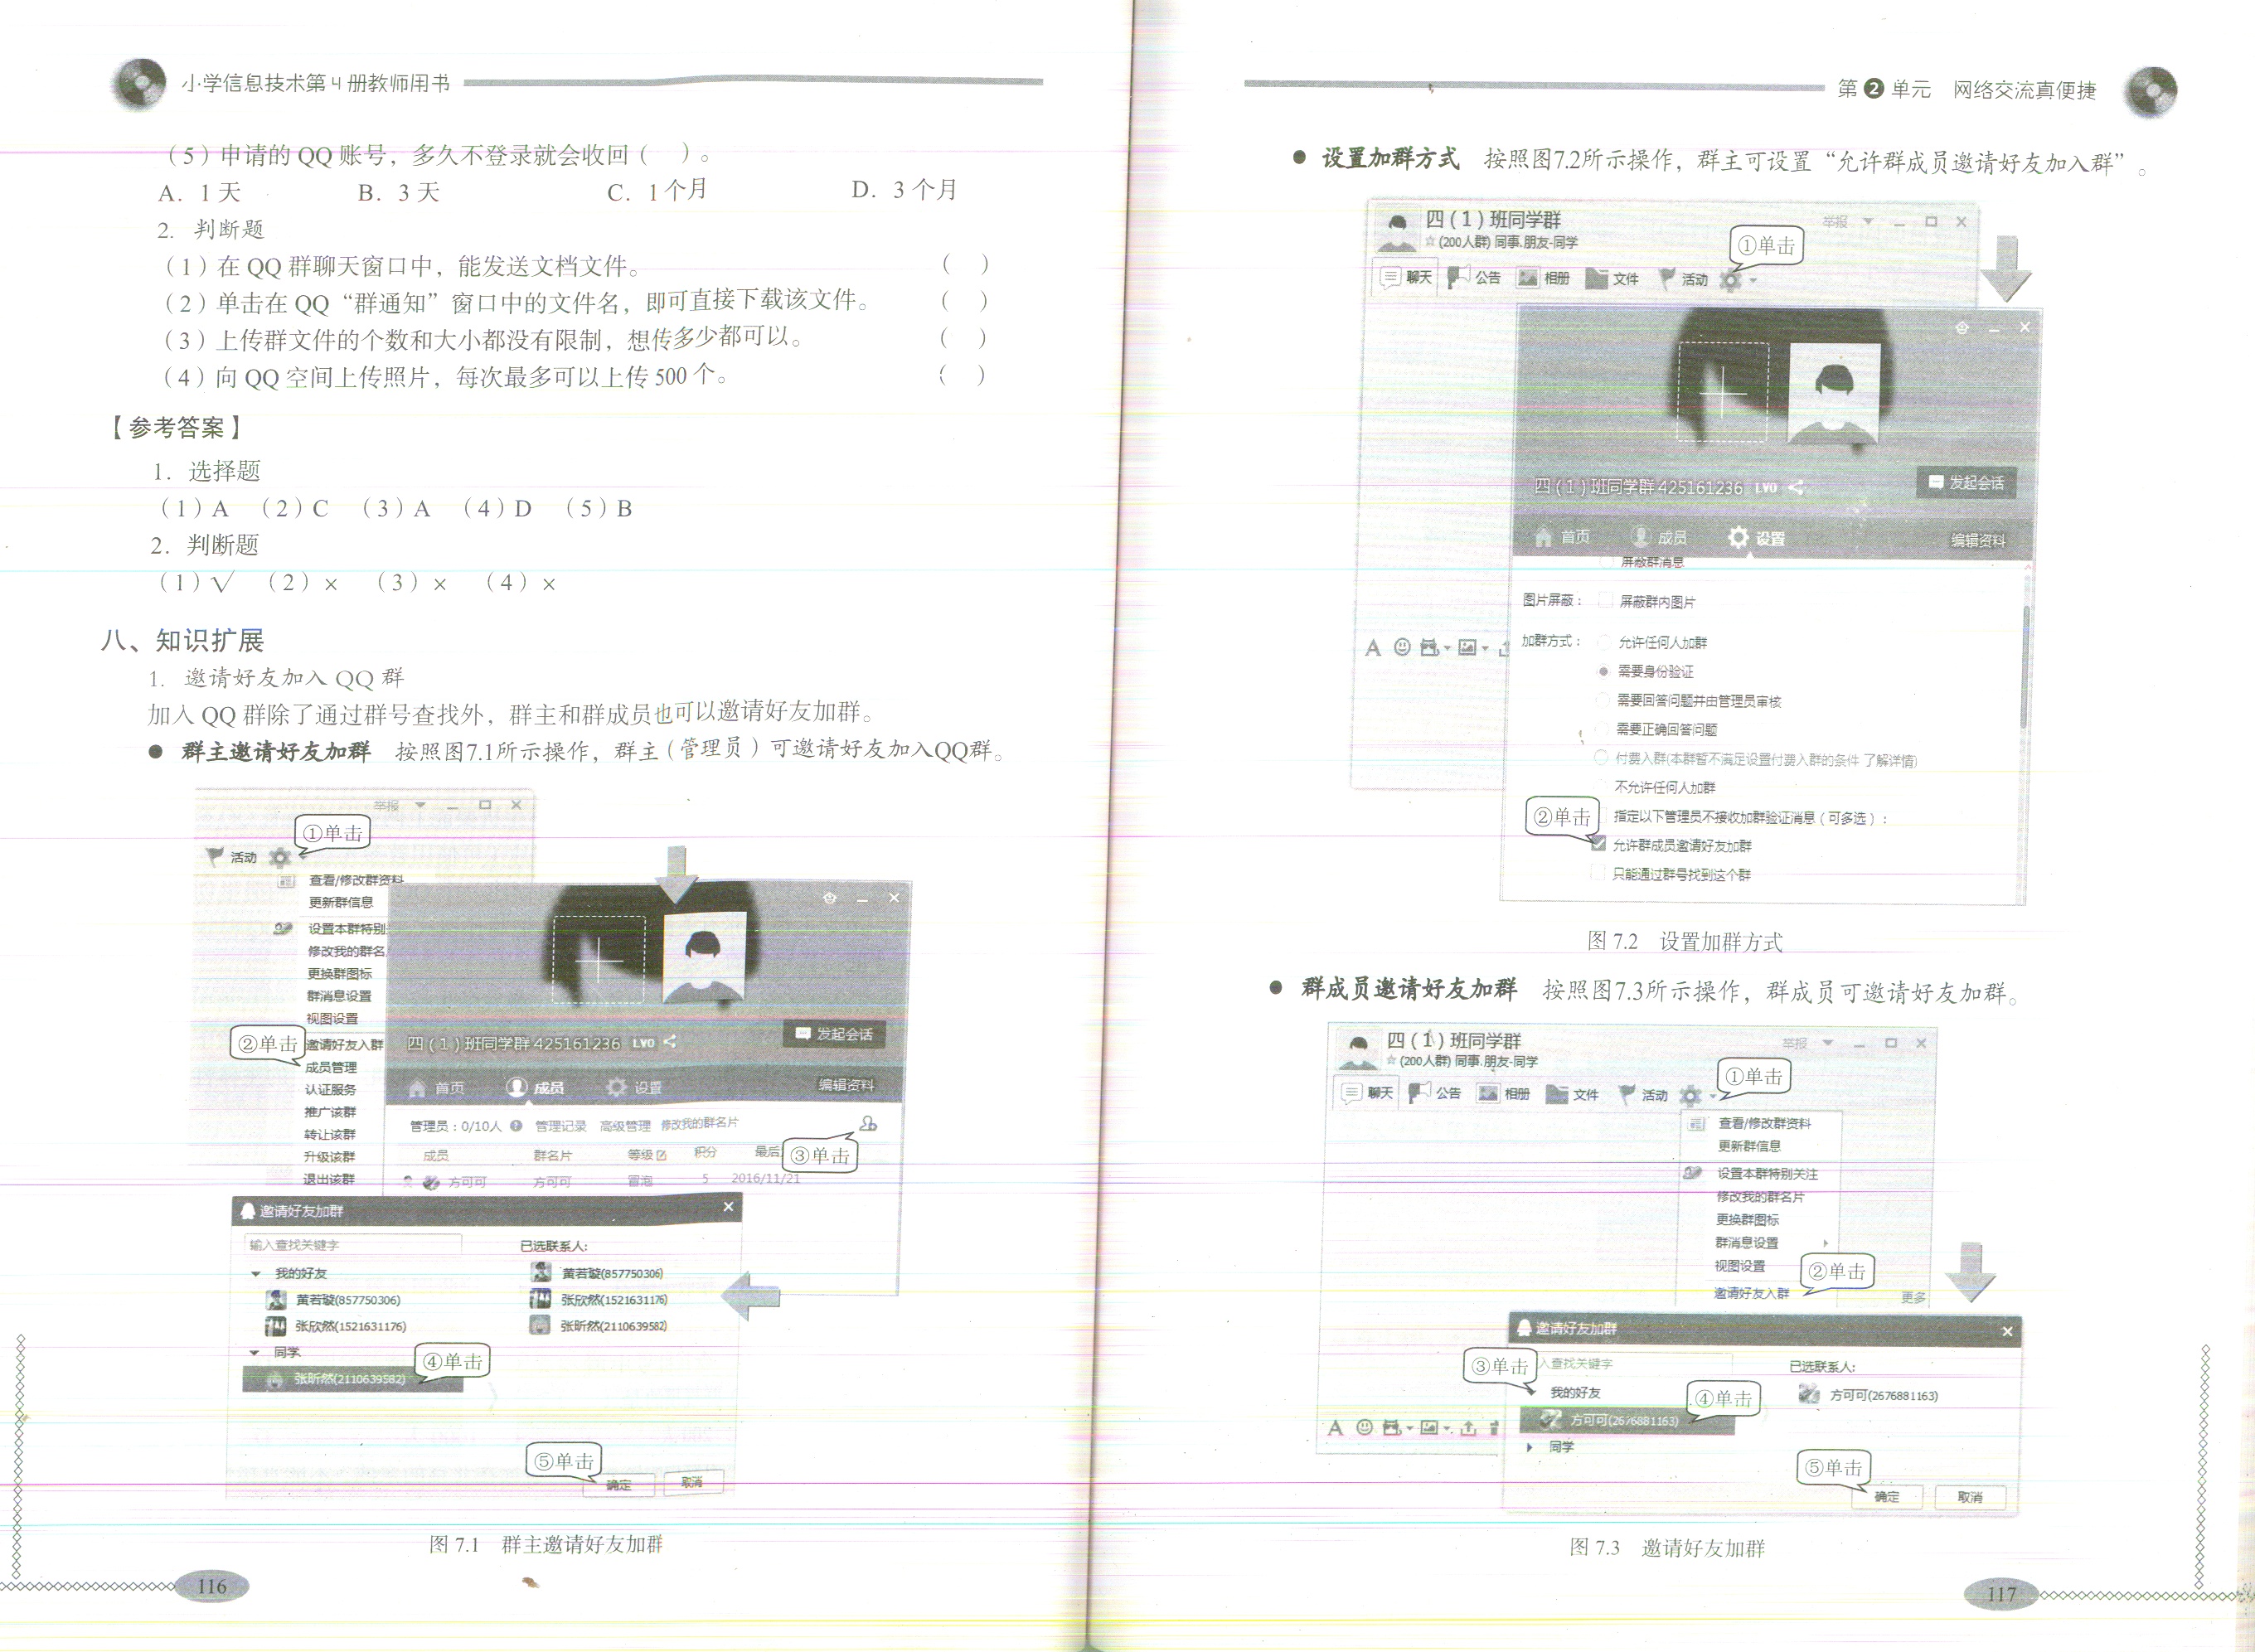 小学信息技术第4册教师用书
（5）申请的 QQ 账号，多久不登录就会收回（　）。
A．1 天　B．3 天　C．1 个月　D．3 个月
2．判断题
（1）在 QQ 群聊天窗口中，能发送文档文件。（　）
（2）单击在 QQ“群通知”窗口中的文件名，即可直接下载该文件。（　）
（3）上传群文件的个数和大小都没有限制，想传多少都可以。（　）
（4）向 QQ 空间上传照片，每次最多可以上传 500 个。（　）
【参考答案】
1．选择题
（1）A　（2）C　（3）A　（4）D　（5）B
2．判断题
（1）√　（2）×　（3）×　（4）×
八、知识扩展
1．邀请好友加入 QQ 群
加入 QQ 群除了通过群号查找外，群主和群成员也可以邀请好友加群。
● 群主邀请好友加群　按照图7.1所示操作，群主（管理员）可邀请好友加入QQ群。
举报
①单击
活动
查看/修改群资料
更新群信息
设置本群特别
修改我的群名
更换群图标
群消息设置
视图设置
②单击
邀请好友入群
成员管理
认证服务
推广该群
转让该群
升级该群
退出该群
四（1）班同学群 425161236 LV0
发起会话
首页　成员　设置　编辑资料
管理员：0/10人　管理记录　高级管理　修改我的群名片
③单击
成员　群名片　等级　积分　最后
方可可　方可可　冒泡　5　2016/11/21
邀请好友加群
输入查找关键字　已选联系人:
我的好友　黄若璇(857750306)
黄若璇(857750306)　张欣然(1521631176)
张欣然(1521631176)　张昕然(2110639582)
同学
④单击
张昕然(2110639582)
⑤单击
确定　取消
图 7.1　群主邀请好友加群
116
第 2 单元　网络交流真便捷
● 设置加群方式　按照图7.2所示操作，群主可设置“允许群成员邀请好友加入群”。
四（1）班同学群　举报
(200人群) 同事.朋友-同学
①单击
聊天　公告　相册　文件　活动
四（1）班同学群 425161236 LV0
发起会话
首页　成员　设置　编辑资料
屏蔽群消息
图片屏蔽：　屏蔽群内图片
加群方式：　允许任何人加群
需要身份验证
需要回答问题并由管理员审核
需要正确回答问题
付费入群(本群暂不满足设置付费入群的条件 了解详情)
不允许任何人加群
②单击
指定以下管理员不接收加群验证消息（可多选）：
允许群成员邀请好友加群
只能通过群号找到这个群
图 7.2　设置加群方式
● 群成员邀请好友加群　按照图7.3所示操作，群成员可邀请好友加群。
四（1）班同学群　举报
(200人群) 同事.朋友-同学
①单击
聊天　公告　相册　文件　活动
查看/修改群资料
更新群信息
设置本群特别关注
修改我的群名片
更换群图标
群消息设置
视图设置
②单击
邀请好友入群
更多
邀请好友加群
③单击
入查找关键字　已选联系人:
我的好友　方可可(2676881163)
④单击
方可可(2676881163)
同学
⑤单击
确定　取消
图 7.3　邀请好友加群
117